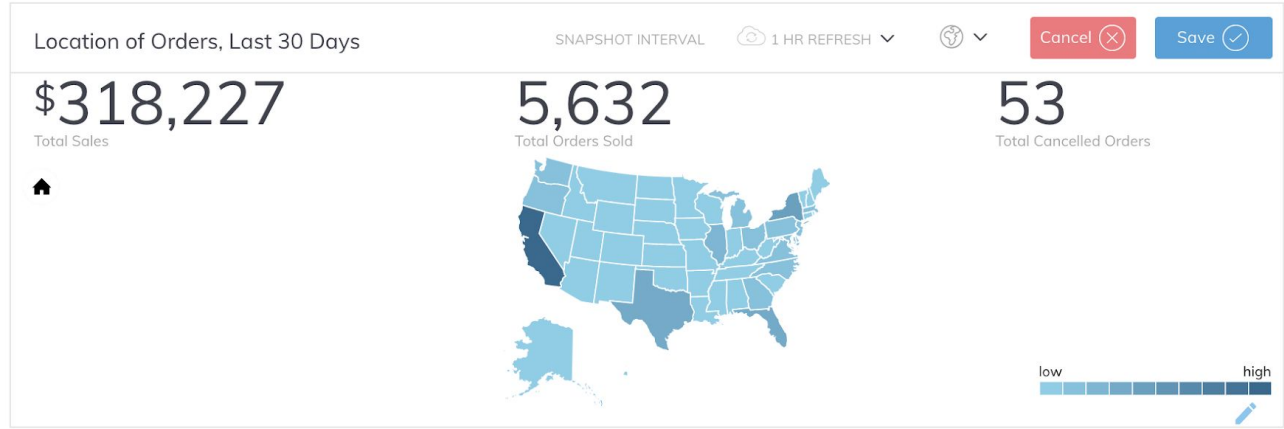 Location of Orders, Last 30 Days
SNAPSHOT INTERVAL
1 HR REFRESH
Cancel
Save
$318,227
Total Sales
5,632
Total Orders Sold
53
Total Cancelled Orders
low
high